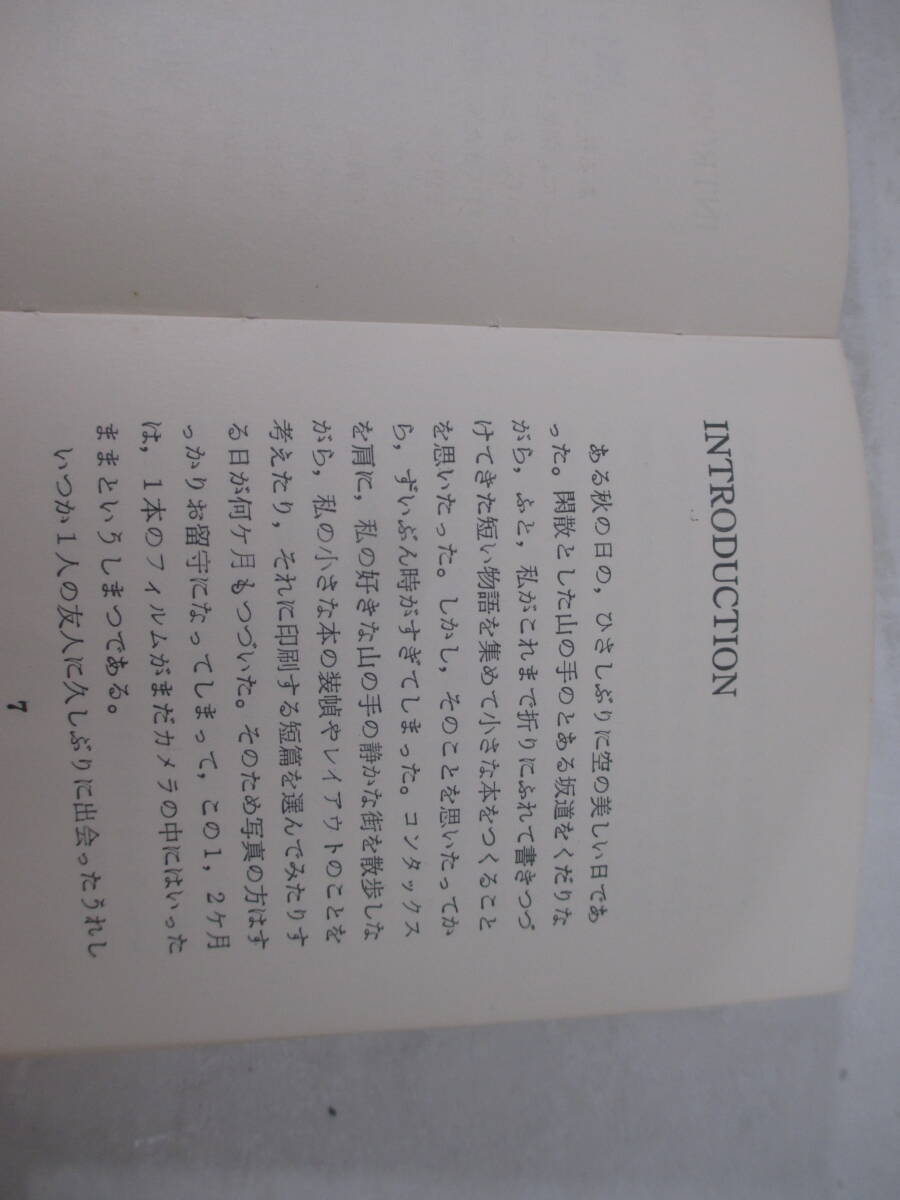 INTRODUCTION
ある秋の日の，ひさしぶりに空の美しい日であ
った。閑散とした山の手のとある坂道をくだりな
がら，ふと，私がこれまで折りにふれて書きつづ
けてきた短い物語を集めて小さな本をつくること
を思いたった。しかし，そのことを思いたってか
ら，ずいぶん時がすぎてしまった。コンタックス
を肩に，私の好きな山の手の静かな街を散歩しな
がら，私の小さな本の装幀やレイアウトのことを
考えたり，それに印刷する短篇を選んでみたりす
る日が何ケ月もつづいた。そのため写真の方はす
っかりお留守になってしまって，この１，２ケ月
は，１本のフィルムがまだカメラの中にはいった
ままというしまつである。
いつか１人の友人に久しぶりに出会ったうれし
7